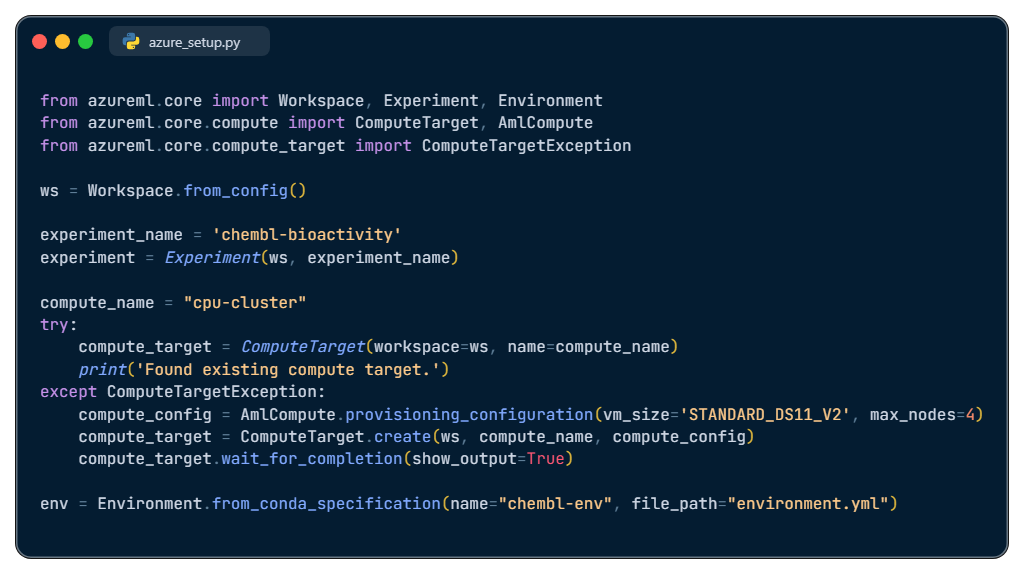 azure_setup.py
from azureml.core import Workspace, Experiment, Environment
from azureml.core.compute import ComputeTarget, AmlCompute
from azureml.core.compute_target import ComputeTargetException
ws = Workspace.from_config()
experiment_name = 'chembl-bioactivity'
experiment = Experiment(ws, experiment_name)
compute_name = "cpu-cluster"
try:
    compute_target = ComputeTarget(workspace=ws, name=compute_name)
    print('Found existing compute target.')
except ComputeTargetException:
    compute_config = AmlCompute.provisioning_configuration(vm_size='STANDARD_DS11_V2', max_nodes=4)
    compute_target = ComputeTarget.create(ws, compute_name, compute_config)
    compute_target.wait_for_completion(show_output=True)
env = Environment.from_conda_specification(name="chembl-env", file_path="environment.yml")